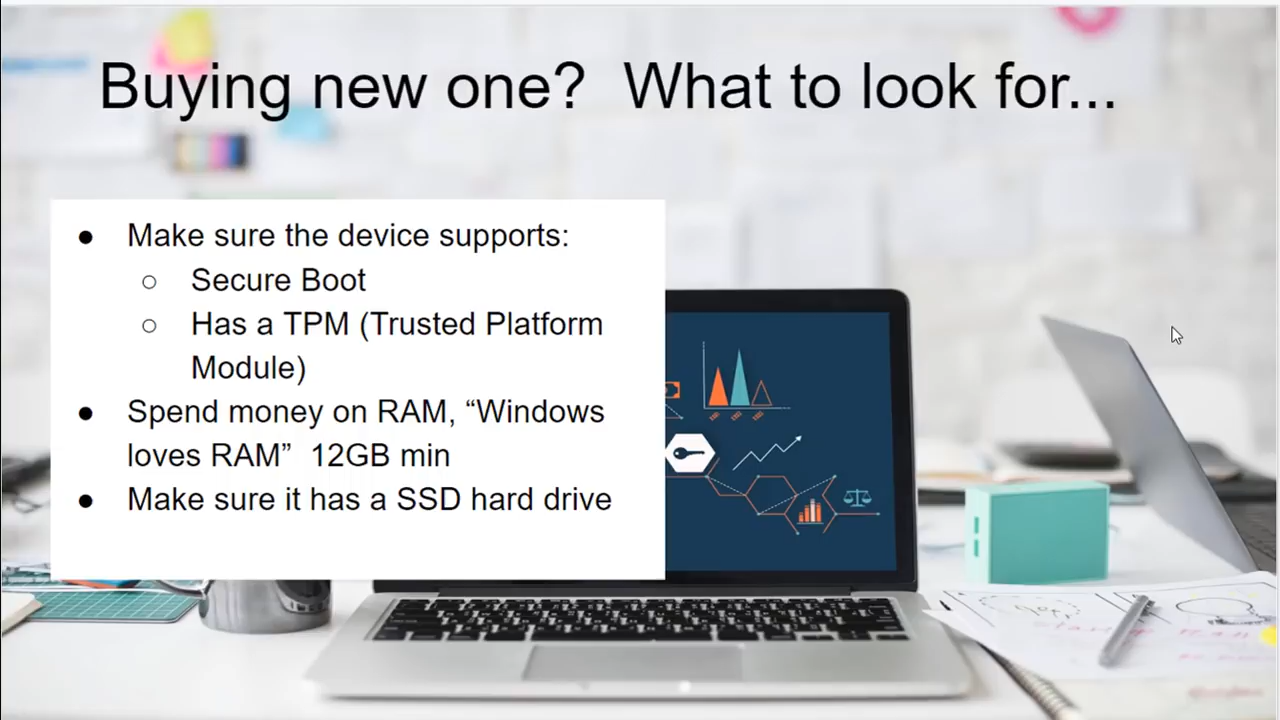 Buying new one?  What to look for...
● Make sure the device supports:
○ Secure Boot
○ Has a TPM (Trusted Platform
Module)
● Spend money on RAM, “Windows
loves RAM”  12GB min
● Make sure it has a SSD hard drive